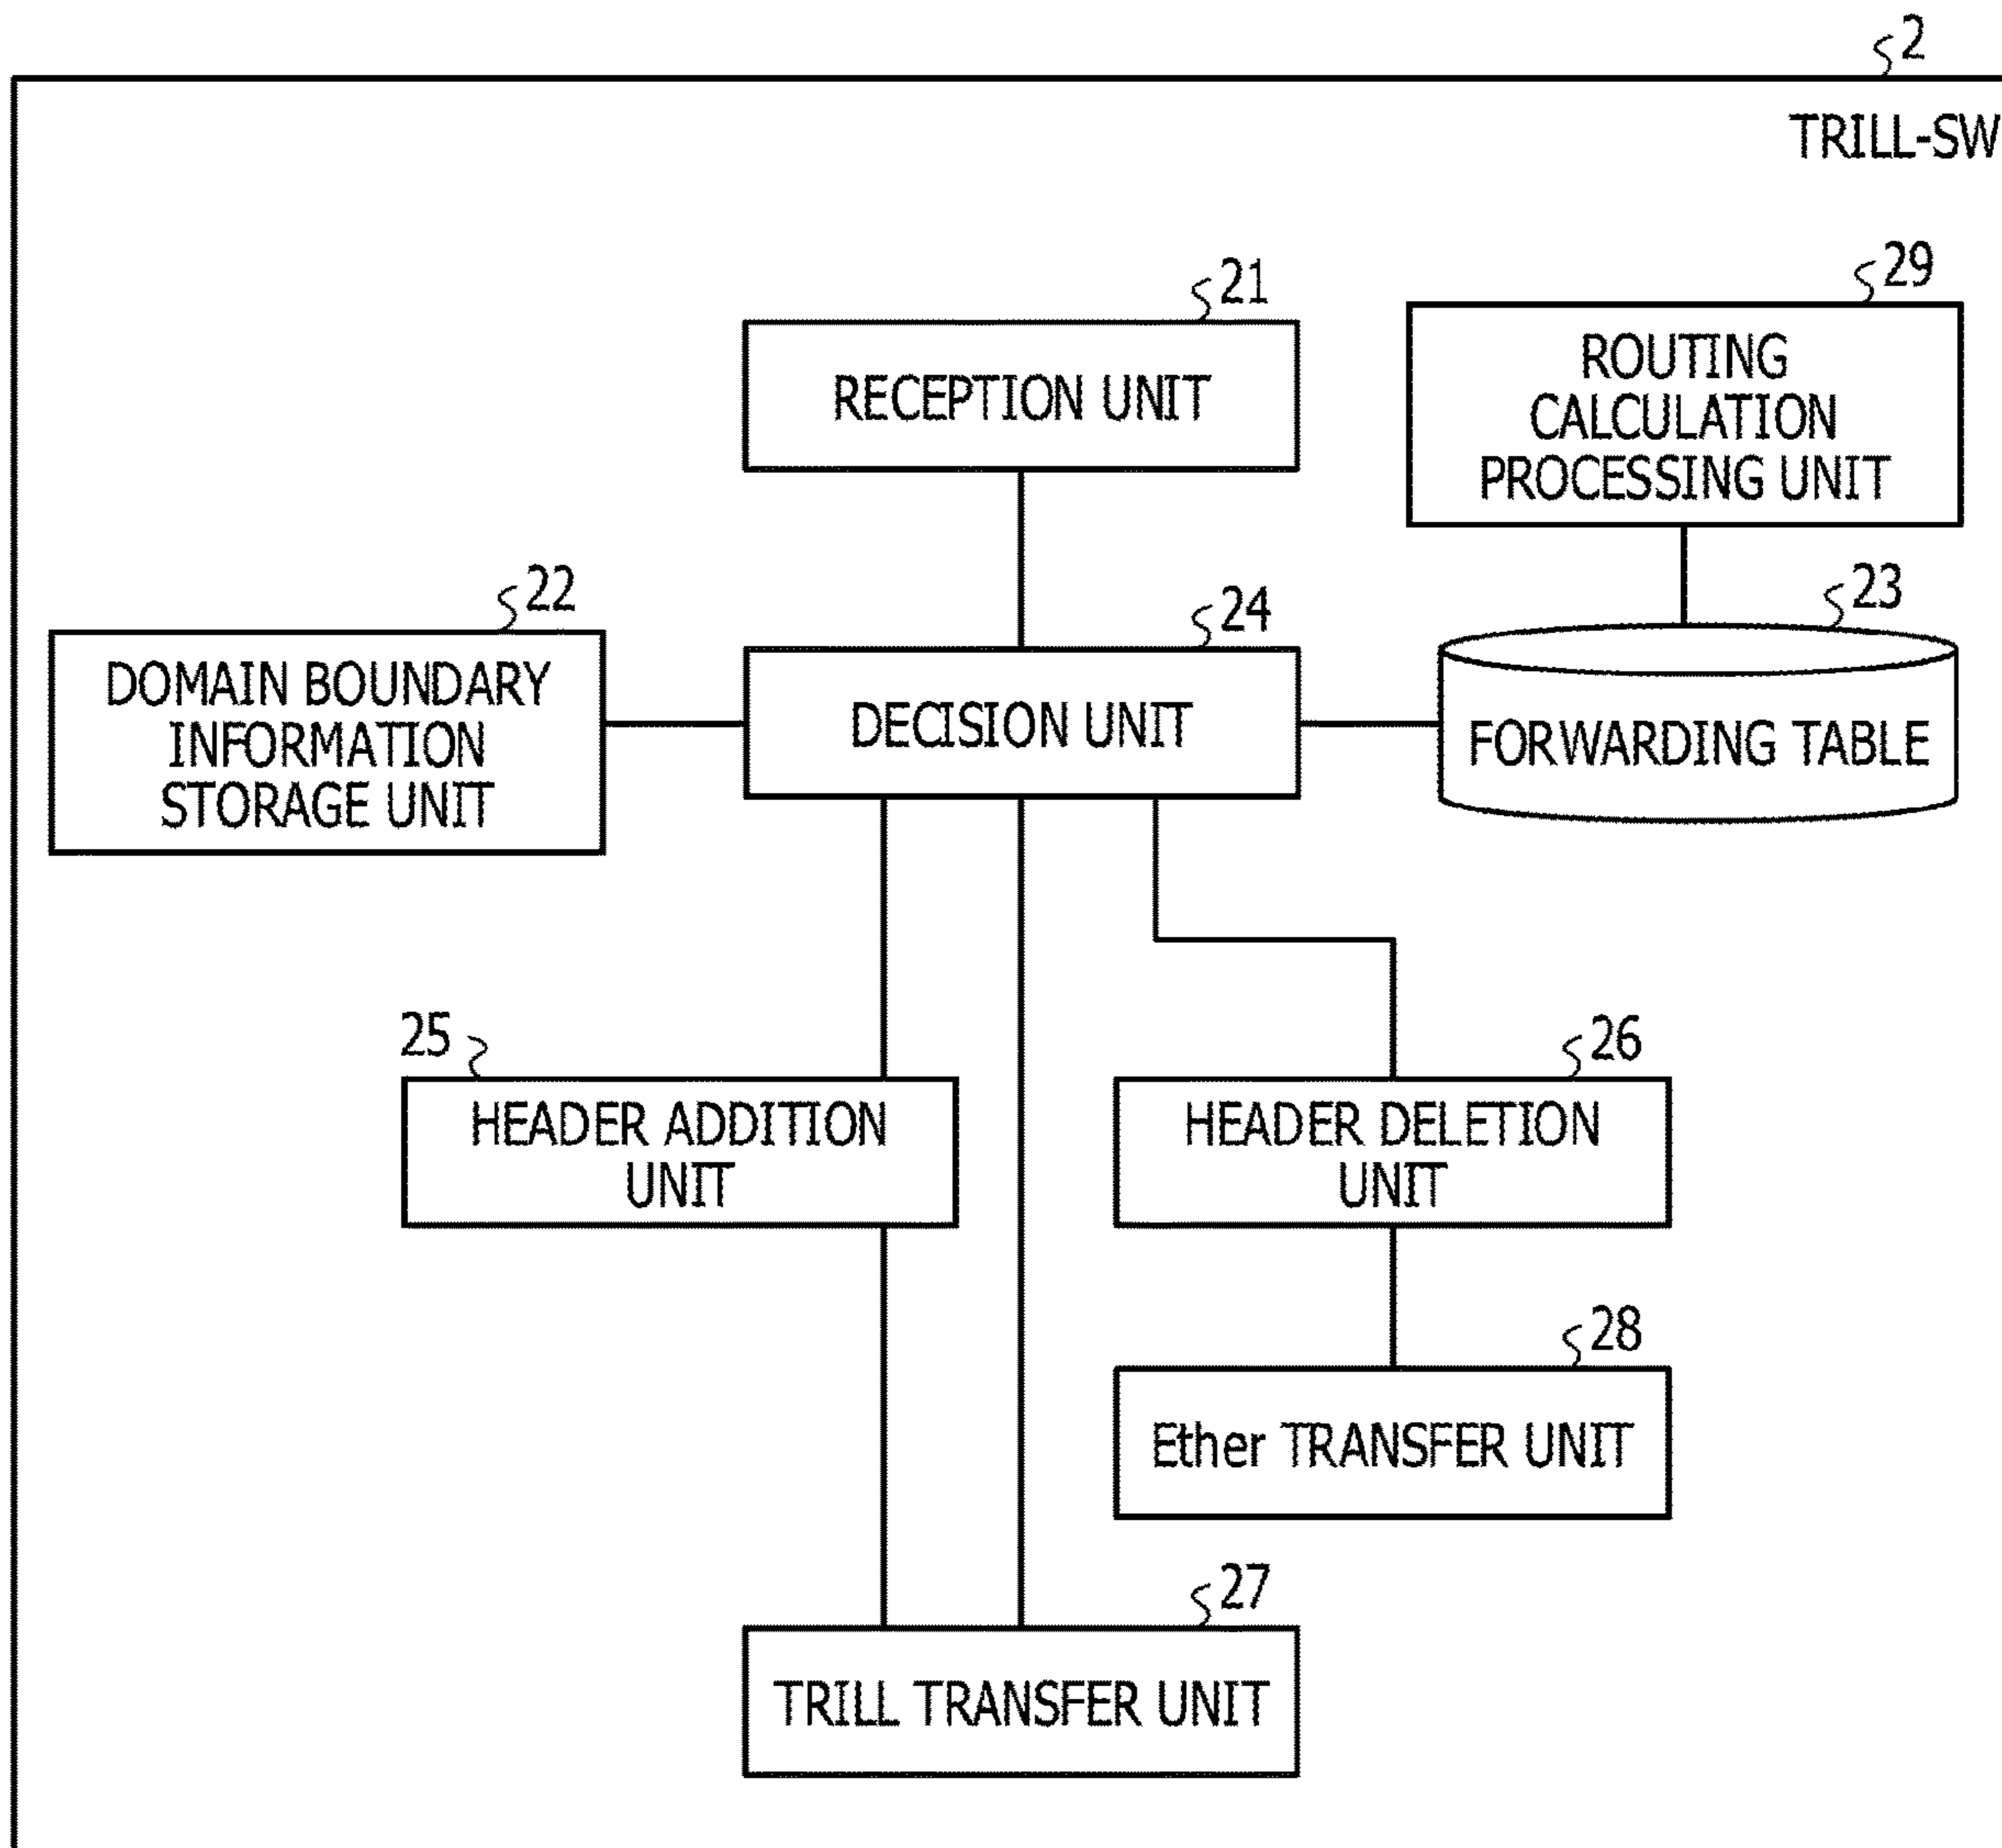 2
TRILL-SW
21
RECEPTION UNIT
29
ROUTING
CALCULATION
PROCESSING UNIT
22
DOMAIN BOUNDARY
INFORMATION
STORAGE UNIT
24
DECISION UNIT
23
FORWARDING TABLE
25
HEADER ADDITION
UNIT
26
HEADER DELETION
UNIT
28
Ether TRANSFER UNIT
27
TRILL TRANSFER UNIT